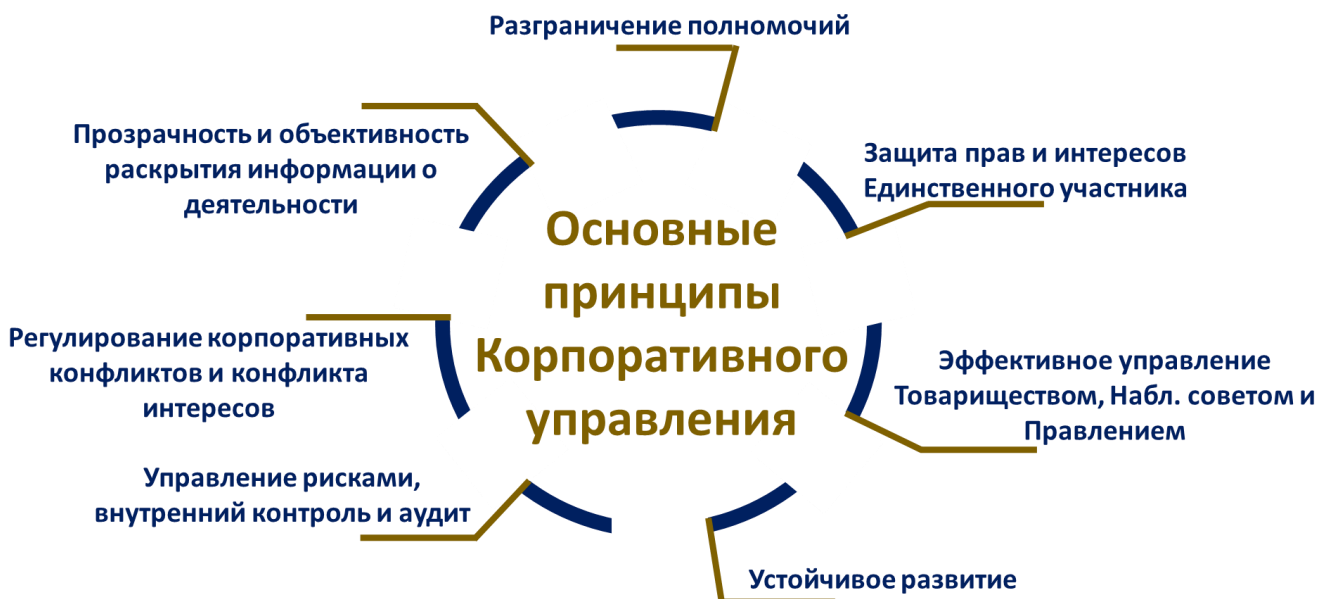 Разграничение полномочий
Защита прав и интересов
Единственного участника
Эффективное управление
Товариществом, Набл. советом и
Правлением
Устойчивое развитие
Управление рисками,
внутренний контроль и аудит
Регулирование корпоративных
конфликтов и конфликта
интересов
Прозрачность и объективность
раскрытия информации о
деятельности
Основные
принципы
Корпоративного
управления